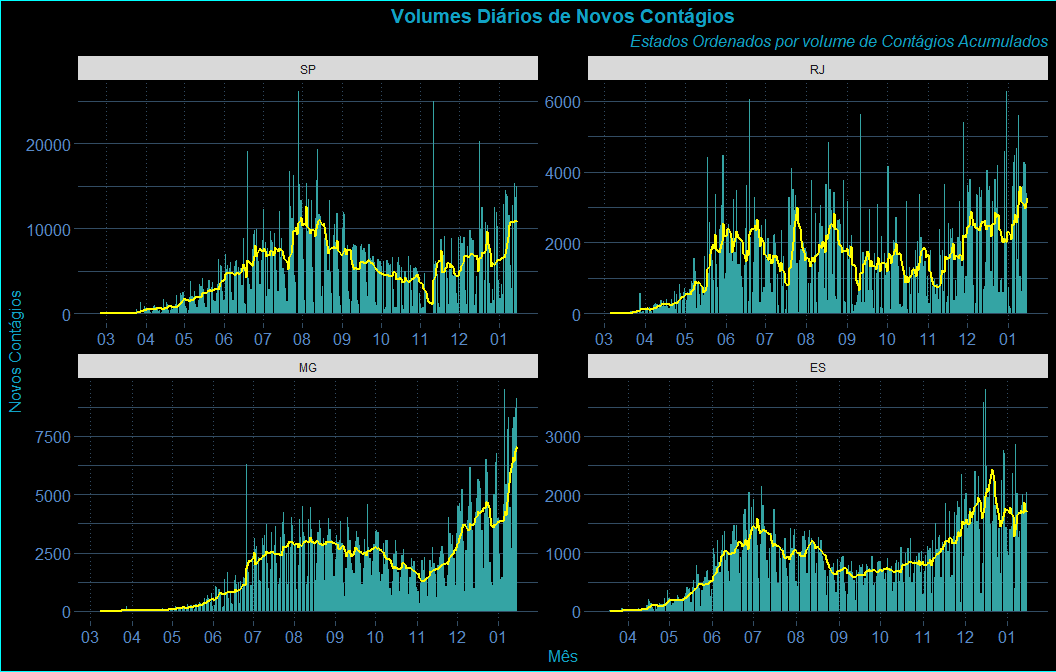 Volumes Diários de Novos Contágios
Estados Ordenados por volume de Contágios Acumulados
Novos Contágios
SP
20000
10000
0
03 04 05 06 07 08 09 10 11 12 01
RJ
6000
4000
2000
0
03 04 05 06 07 08 09 10 11 12 01
MG
7500
5000
2500
0
03 04 05 06 07 08 09 10 11 12 01
ES
3000
2000
1000
0
04 05 06 07 08 09 10 11 12 01
Mês